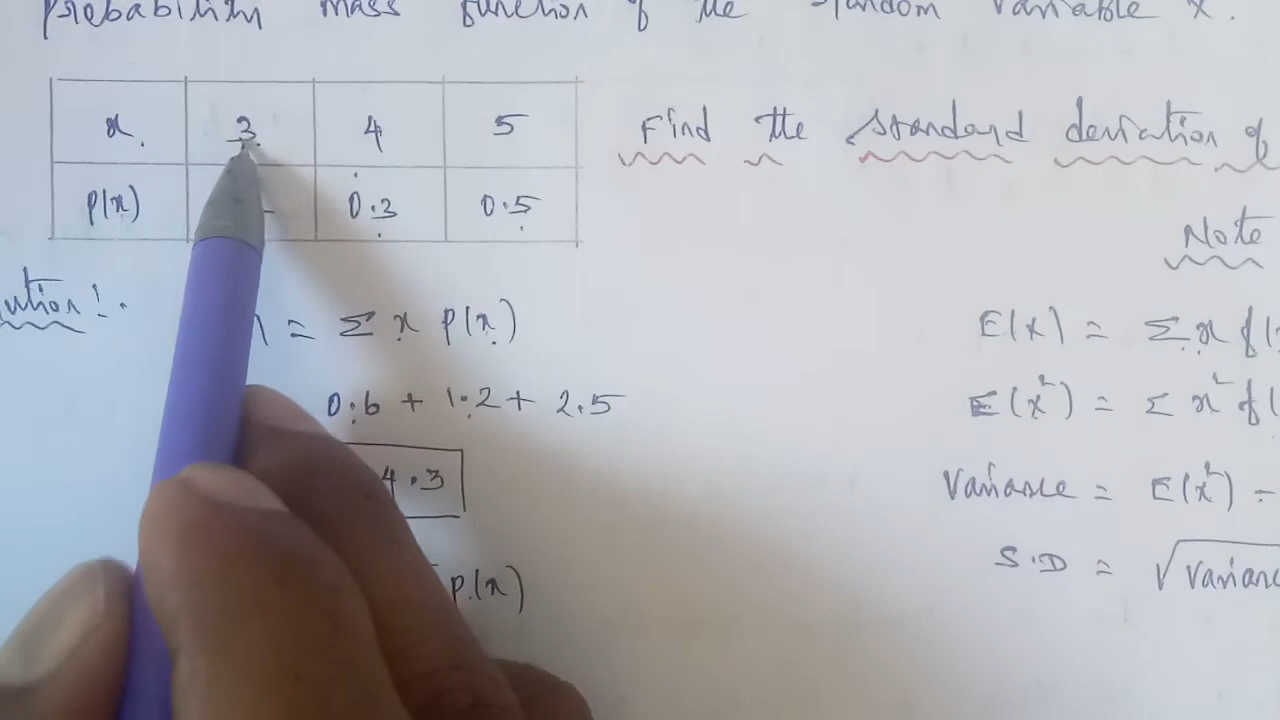 probability mass function of the random variable x.
x 3 4 5
p(x) 0.3 0.5
Find the standard deviation of
Note
= Σ x p(x)
E(x) = Σ x f(
0.6 + 1.2 + 2.5
E(x²) = Σ x² f(
4.3
Variance = E(x²) -
p(x)
S.D = √